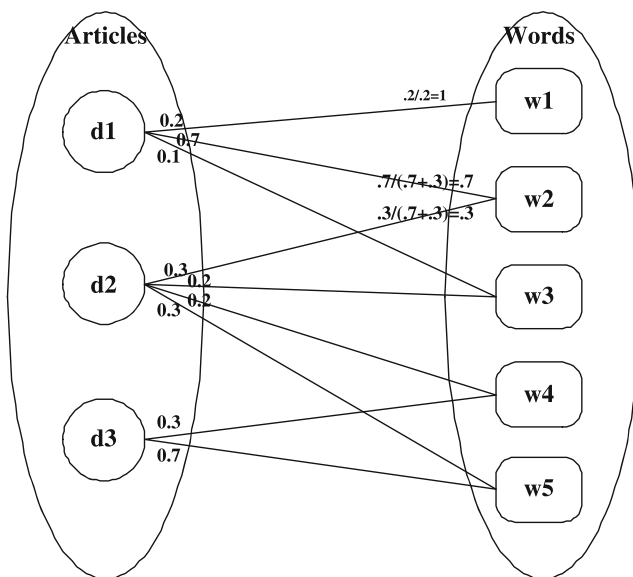 Articles
Words
.2/.2=1
w1
d1
0.2
0.7
0.1
.7/(.7+.3)=.7
w2
.3/(.7+.3)=.3
d2
0.3
0.2
0.2
0.3
w3
w4
d3
0.3
0.7
w5